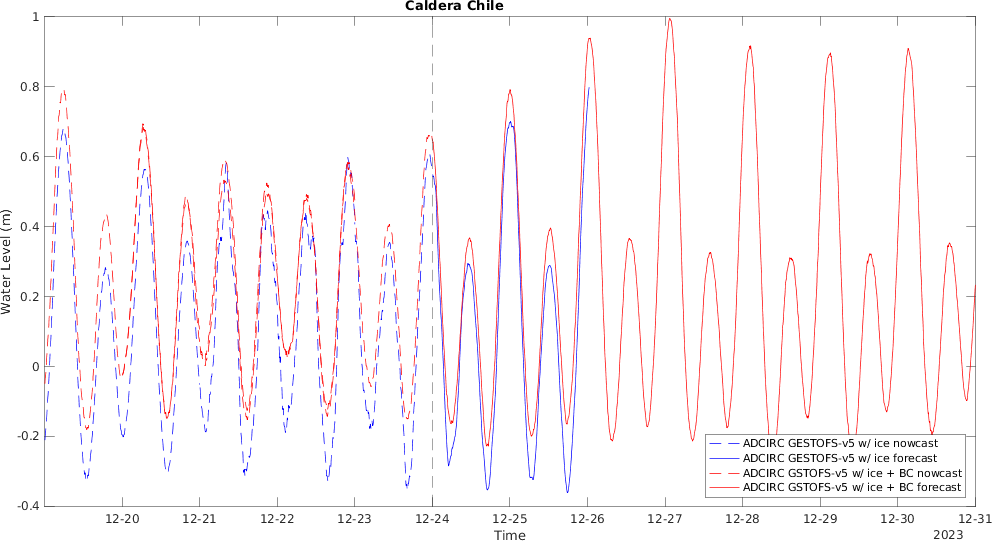 Caldera Chile
1
0.8
0.6
0.4
0.2
0
-0.2
-0.4
Water Level (m)
ADCIRC GESTOFS-v5 w/ ice nowcast
ADCIRC GESTOFS-v5 w/ ice forecast
ADCIRC GSTOFS-v5 w/ ice + BC nowcast
ADCIRC GSTOFS-v5 w/ ice + BC forecast
12-20 12-21 12-22 12-23 12-24 12-25 12-26 12-27 12-28 12-29 12-30 12-31
Time
2023